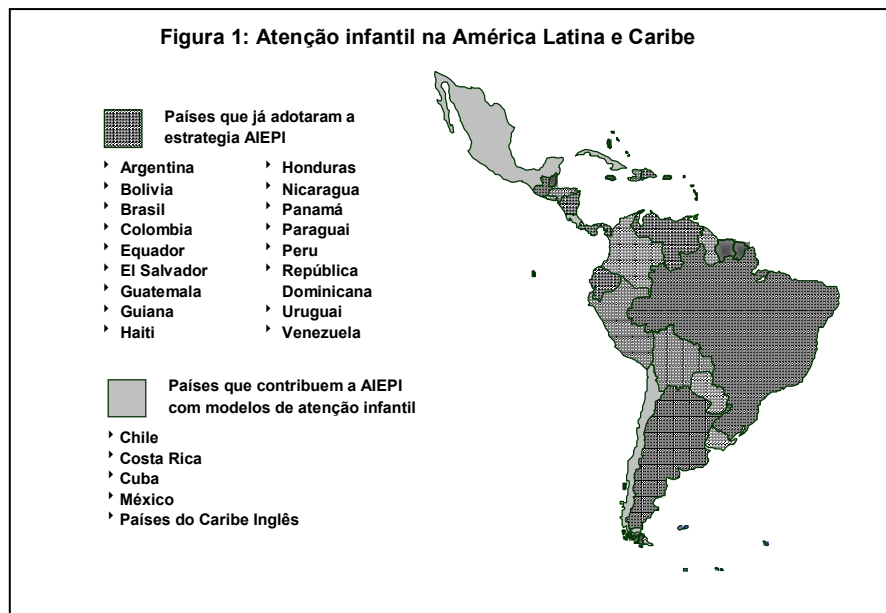 Figura 1: Atenção infantil na América Latina e Caribe
Países que já adotaram a
estrategia AIEPI
Argentina
Bolivia
Brasil
Colombia
Equador
El Salvador
Guatemala
Guiana
Haiti
Honduras
Nicaragua
Panamá
Paraguai
Peru
República
Dominicana
Uruguai
Venezuela
Países que contribuem a AIEPI
com modelos de atenção infantil
Chile
Costa Rica
Cuba
México
Países do Caribe Inglês